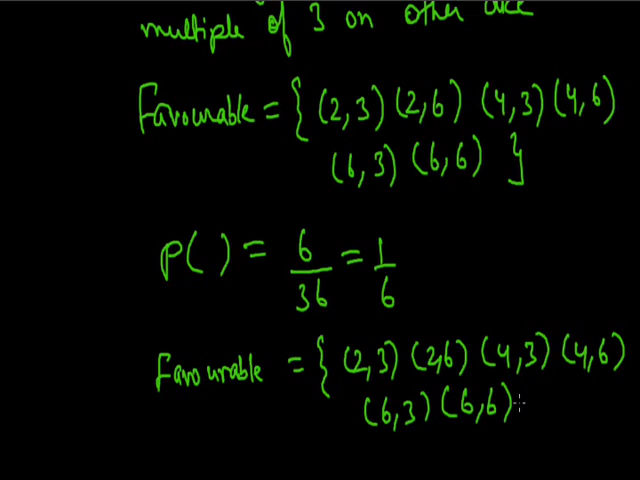 multiple of 3 on other dice
Favourable = { (2,3) (2,6) (4,3) (4,6)
(6,3) (6,6) }
P( ) = 6/36 = 1/6
Favourable = { (2,3) (2,6) (4,3) (4,6)
(6,3) (6,6)